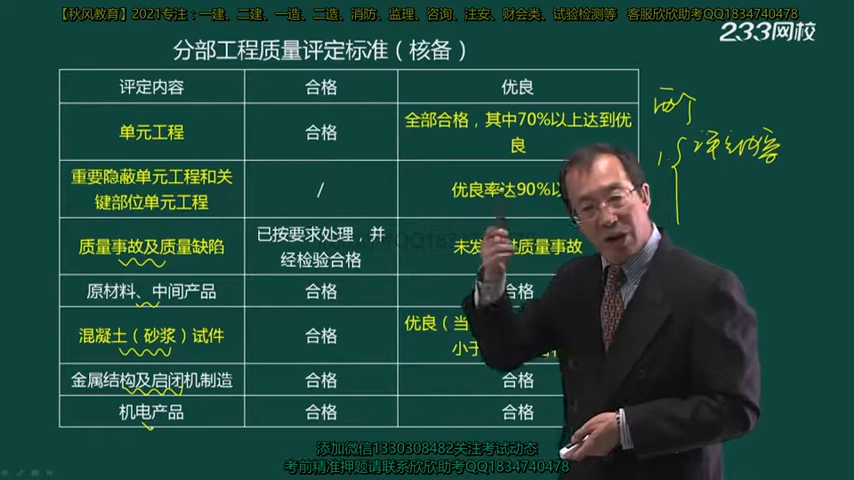 【秋风教育】2021专注：一建、二建、一造、二造、消防、监理、咨询、注安、财会类、试验检测等 客服欣欣助考QQ1834740478
233网校
分部工程质量评定标准（核备）
评定内容 合格 优良
单元工程 合格 全部合格，其中70%以上达到优
良
重要隐蔽单元工程和关
键部位单元工程 / 优良率达90%以
质量事故及质量缺陷 已按要求处理，并
经检验合格 未发 质量事故
原材料、中间产品 合格 合格
混凝土（砂浆）试件 合格 优良（当
小于
金属结构及启闭机制造 合格 合格
机电产品 合格 合格
两个
1. 评定内容
添加微信1330308482关注考试动态
考前精准押题请联系欣欣助考QQ1834740478